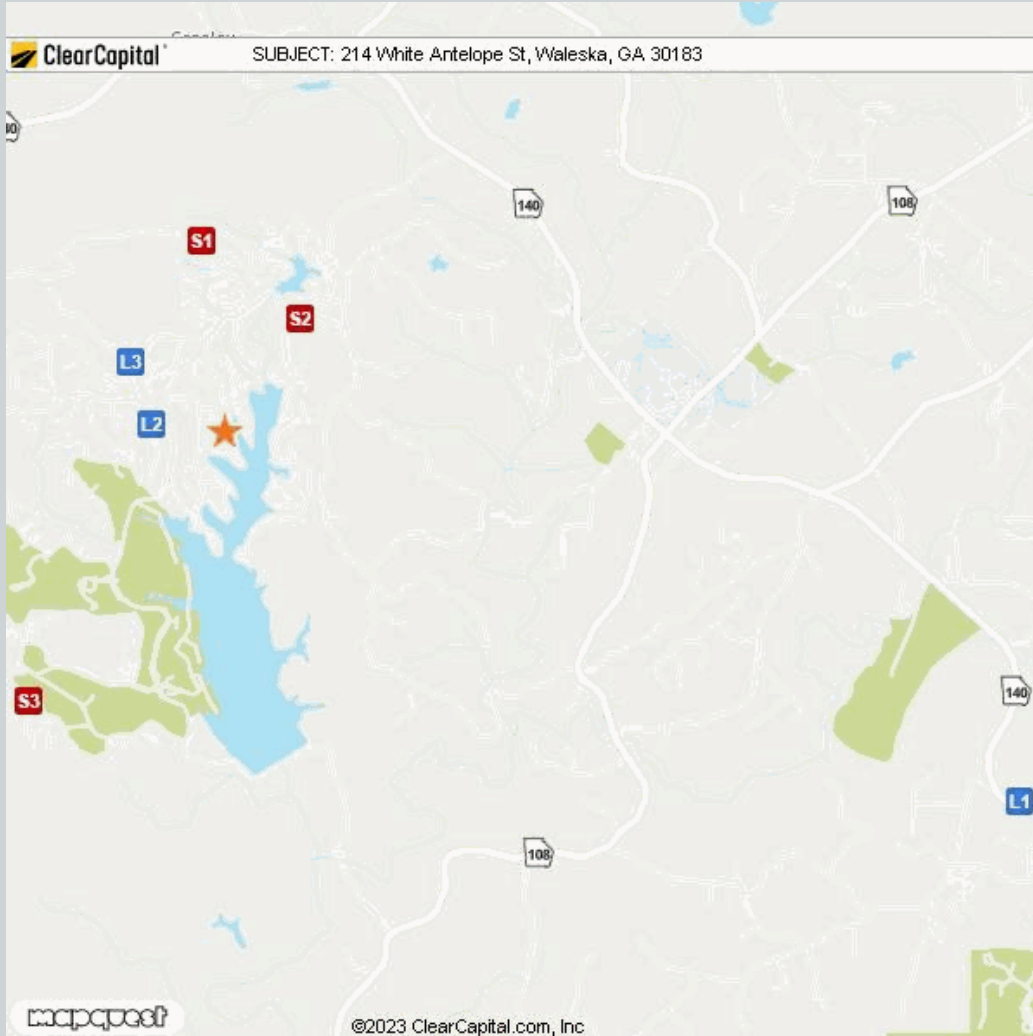 ClearCapital
SUBJECT: 214 White Antelope St, Waleska, GA 30183
140
108
S1
S2
L3
L2
S3
140
L1
108
mapquest
©2023 ClearCapital.com, Inc